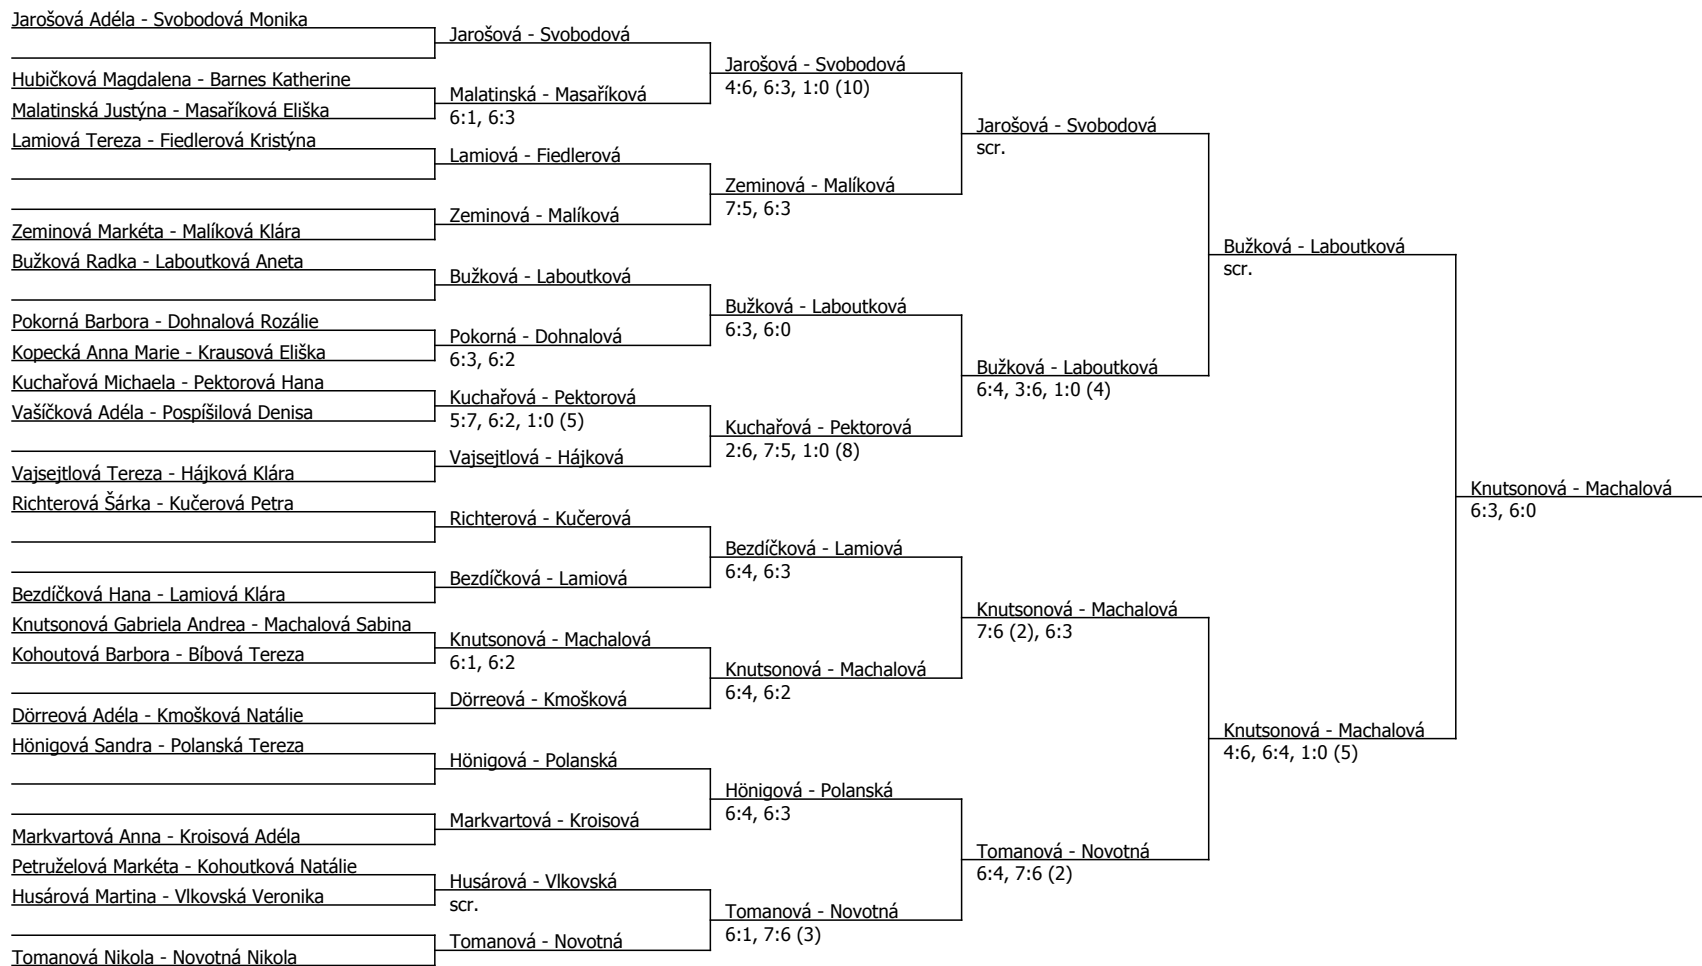 Jarošová Adéla - Svobodová Monika
Hubičková Magdalena - Barnes Katherine
Malatinská Justýna - Masaříková Eliška
Lamiová Tereza - Fiedlerová Kristýna
Zeminová Markéta - Malíková Klára
Bužková Radka - Laboutková Aneta
Pokorná Barbora - Dohnalová Rozálie
Kopecká Anna Marie - Krausová Eliška
Kuchařová Michaela - Pektorová Hana
Vašíčková Adéla - Pospíšilová Denisa
Vajsejtlová Tereza - Hájková Klára
Richterová Šárka - Kučerová Petra
Bezdíčková Hana - Lamiová Klára
Knutsonová Gabriela Andrea - Machalová Sabina
Kohoutová Barbora - Bíbová Tereza
Dörreová Adéla - Kmošková Natálie
Hönigová Sandra - Polanská Tereza
Markvartová Anna - Kroisová Adéla
Petruželová Markéta - Kohoutková Natálie
Husárová Martina - Vlkovská Veronika
Tomanová Nikola - Novotná Nikola
Jarošová - Svobodová
Malatinská - Masaříková
6:1, 6:3
Lamiová - Fiedlerová
Zeminová - Malíková
Bužková - Laboutková
Pokorná - Dohnalová
6:3, 6:2
Kuchařová - Pektorová
5:7, 6:2, 1:0 (5)
Vajsejtlová - Hájková
Richterová - Kučerová
Bezdíčková - Lamiová
Knutsonová - Machalová
6:1, 6:2
Dörreová - Kmošková
Hönigová - Polanská
Markvartová - Kroisová
Husárová - Vlkovská
scr.
Tomanová - Novotná
Jarošová - Svobodová
4:6, 6:3, 1:0 (10)
Zeminová - Malíková
7:5, 6:3
Bužková - Laboutková
6:3, 6:0
Kuchařová - Pektorová
2:6, 7:5, 1:0 (8)
Bezdíčková - Lamiová
6:4, 6:3
Knutsonová - Machalová
6:4, 6:2
Hönigová - Polanská
6:4, 6:3
Tomanová - Novotná
6:1, 7:6 (3)
Jarošová - Svobodová
scr.
Bužková - Laboutková
6:4, 3:6, 1:0 (4)
Knutsonová - Machalová
7:6 (2), 6:3
Tomanová - Novotná
6:4, 7:6 (2)
Bužková - Laboutková
scr.
Knutsonová - Machalová
4:6, 6:4, 1:0 (5)
Knutsonová - Machalová
6:3, 6:0